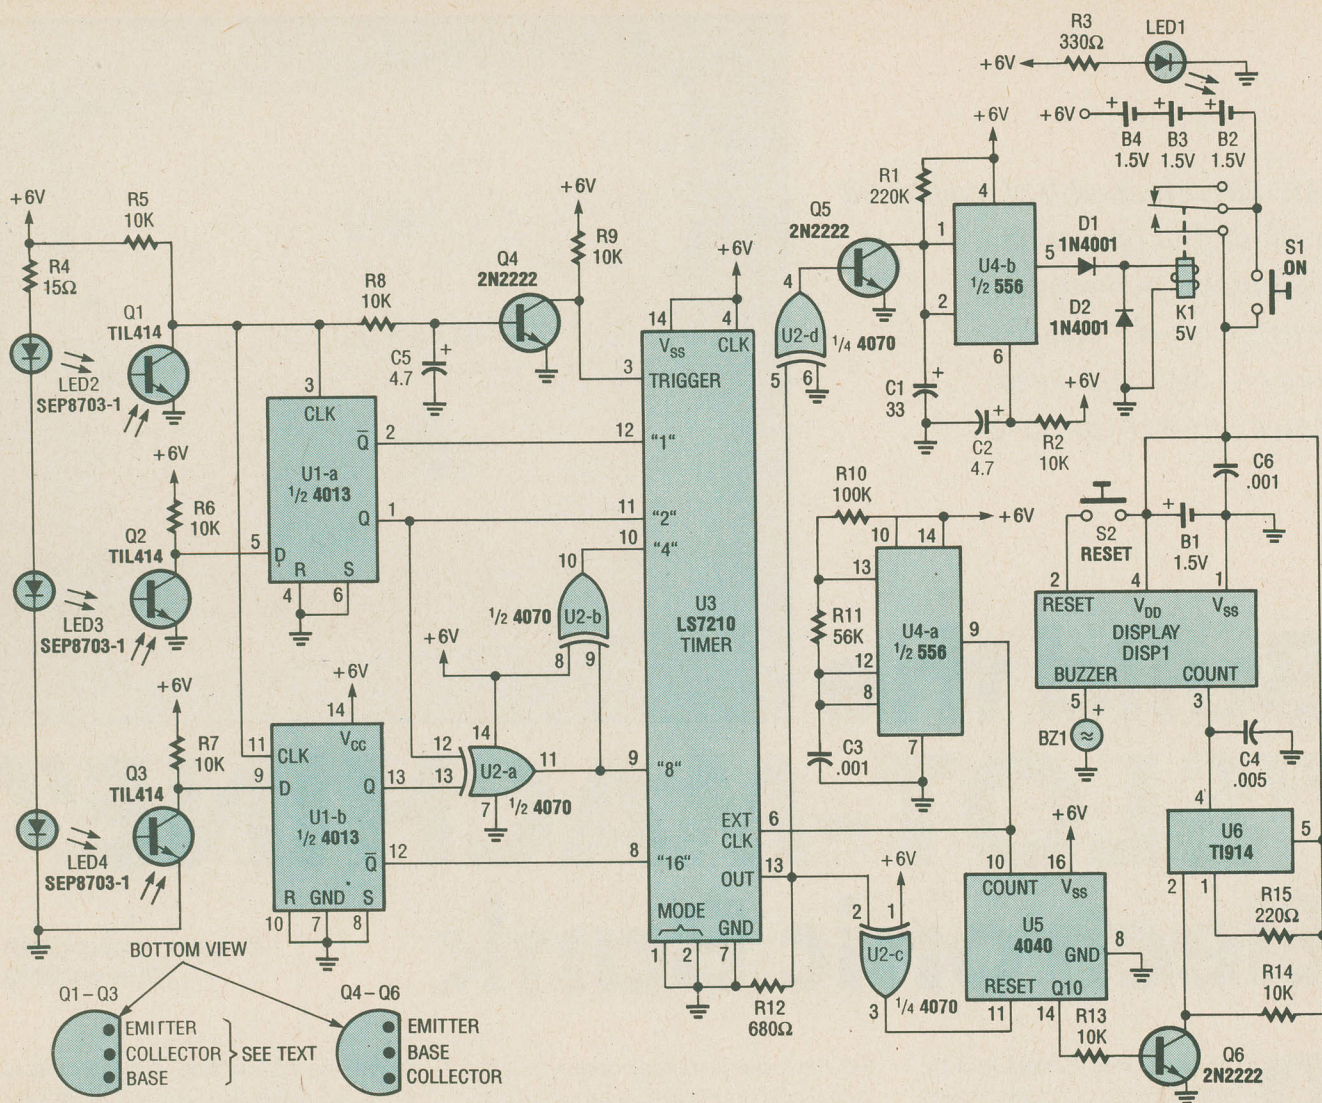 R3
330Ω
LED1
+6V
+6V
+ + +
B4
1.5V
B3
1.5V
B2
1.5V
+6V
R1
220K
4
1
2
5
6
U4-b
1/2 556
D1
1N4001
D2
1N4001
K1
5V
S1
ON
Q5
2N2222
4
U2-d
1/4 4070
5
6
C1
33
+
C2
4.7
+
R2
10K
+6V
+6V
R5
10K
R4
15Ω
Q1
TIL414
LED2
SEP8703-1
R8
10K
C5
4.7
+
Q4
2N2222
+6V
R9
10K
+6V
14
4
VSS
CLK
3
TRIGGER
3
CLK
Q̅
2
12
"1"
U1-a
1/2 4013
Q
1
11
"2"
10
"4"
5
D
R
S
4
6
+6V
R6
10K
Q2
TIL414
LED3
SEP8703-1
10
1/2 4070
U2-b
8
9
+6V
U3
LS7210
TIMER
14
12
13
U2-a
11
7
1/2 4070
9
"8"
+6V
R7
10K
Q3
TIL414
LED4
SEP8703-1
+6V
14
VCC
11
CLK
9
D
Q
13
U1-b
1/2 4013
Q̅
12
8
"16"
R
GND
S
10
7
8
EXT
CLK
6
OUT
13
MODE
GND
1
2
7
R12
680Ω
R10
100K
+6V
10
14
13
R11
56K
12
8
U4-a
1/2 556
9
7
C3
.001
C6
.001
S2
RESET
+
B1
1.5V
2
4
1
RESET
VDD
VSS
DISPLAY
DISP1
BUZZER
COUNT
5
3
+
BZ1
C4
.005
4
U6
TI914
5
2
1
R15
220Ω
R14
10K
+6V
2
1
U2-c
1/4 4070
3
+6V
10
16
COUNT
VSS
U5
4040
GND
8
RESET
Q10
11
14
R13
10K
Q6
2N2222
BOTTOM VIEW
Q1–Q3
EMITTER
COLLECTOR
BASE
SEE TEXT
Q4–Q6
EMITTER
BASE
COLLECTOR